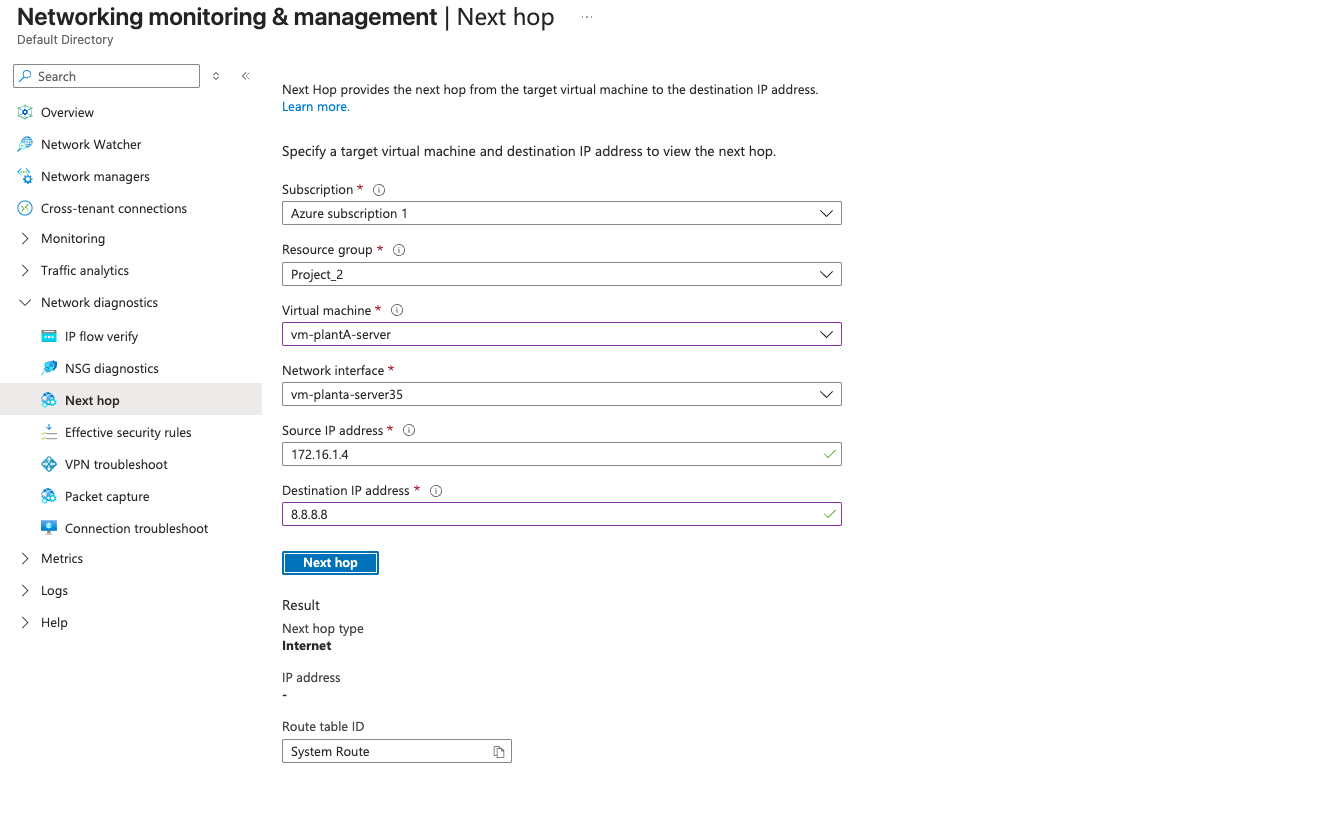 Networking monitoring & management | Next hop ...
Default Directory
Search
Overview
Network Watcher
Network managers
Cross-tenant connections
Monitoring
Traffic analytics
Network diagnostics
IP flow verify
NSG diagnostics
Next hop
Effective security rules
VPN troubleshoot
Packet capture
Connection troubleshoot
Metrics
Logs
Help
Next Hop provides the next hop from the target virtual machine to the destination IP address.
Learn more.
Specify a target virtual machine and destination IP address to view the next hop.
Subscription *
Azure subscription 1
Resource group *
Project_2
Virtual machine *
vm-plantA-server
Network interface *
vm-planta-server35
Source IP address *
172.16.1.4
Destination IP address *
8.8.8.8
Next hop
Result
Next hop type
Internet
IP address
-
Route table ID
System Route